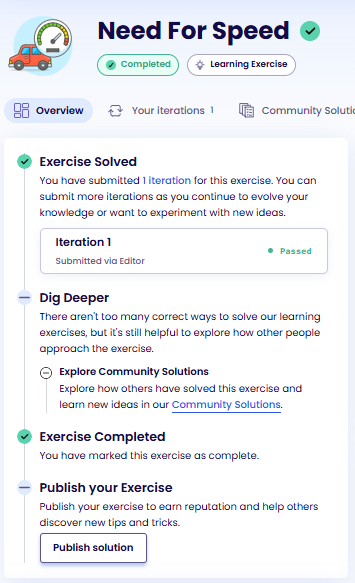 Need For Speed
Completed
Learning Exercise
Overview
Your iterations 1
Community Solutio
Exercise Solved
You have submitted 1 iteration for this exercise. You can
submit more iterations as you continue to evolve your
knowledge or want to experiment with new ideas.
Iteration 1
Passed
Submitted via Editor
Dig Deeper
There aren't too many correct ways to solve our learning
exercises, but it's still helpful to explore how other people
approach the exercise.
Explore Community Solutions
Explore how others have solved this exercise and
learn new ideas in our Community Solutions.
Exercise Completed
You have marked this exercise as complete.
Publish your Exercise
Publish your exercise to earn reputation and help others
discover new tips and tricks.
Publish solution